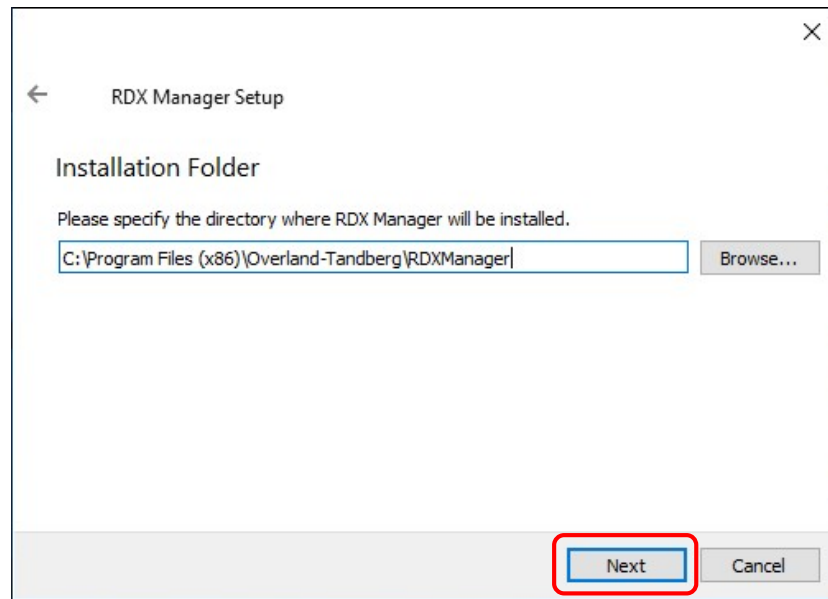 RDX Manager Setup
Installation Folder
Please specify the directory where RDX Manager will be installed.
C:\Program Files (x86)\Overland-Tandberg\RDXManager
Browse...
Next
Cancel